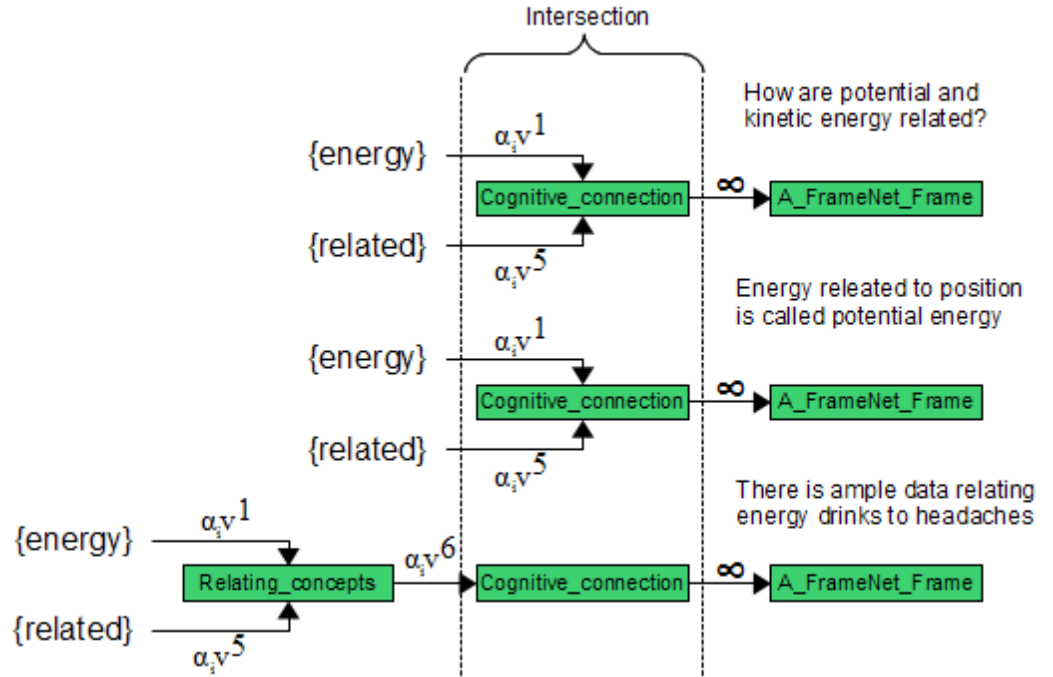 Intersection
How are potential and
kinetic energy related?
{energy}
αᵢv¹
Cognitive_connection
∞
A_FrameNet_Frame
{related}
αᵢv⁵
Energy releated to position
is called potential energy
{energy}
αᵢv¹
Cognitive_connection
∞
A_FrameNet_Frame
{related}
αᵢv⁵
There is ample data relating
energy drinks to headaches
{energy}
αᵢv¹
Relating_concepts
αᵢv⁶
Cognitive_connection
∞
A_FrameNet_Frame
{related}
αᵢv⁵